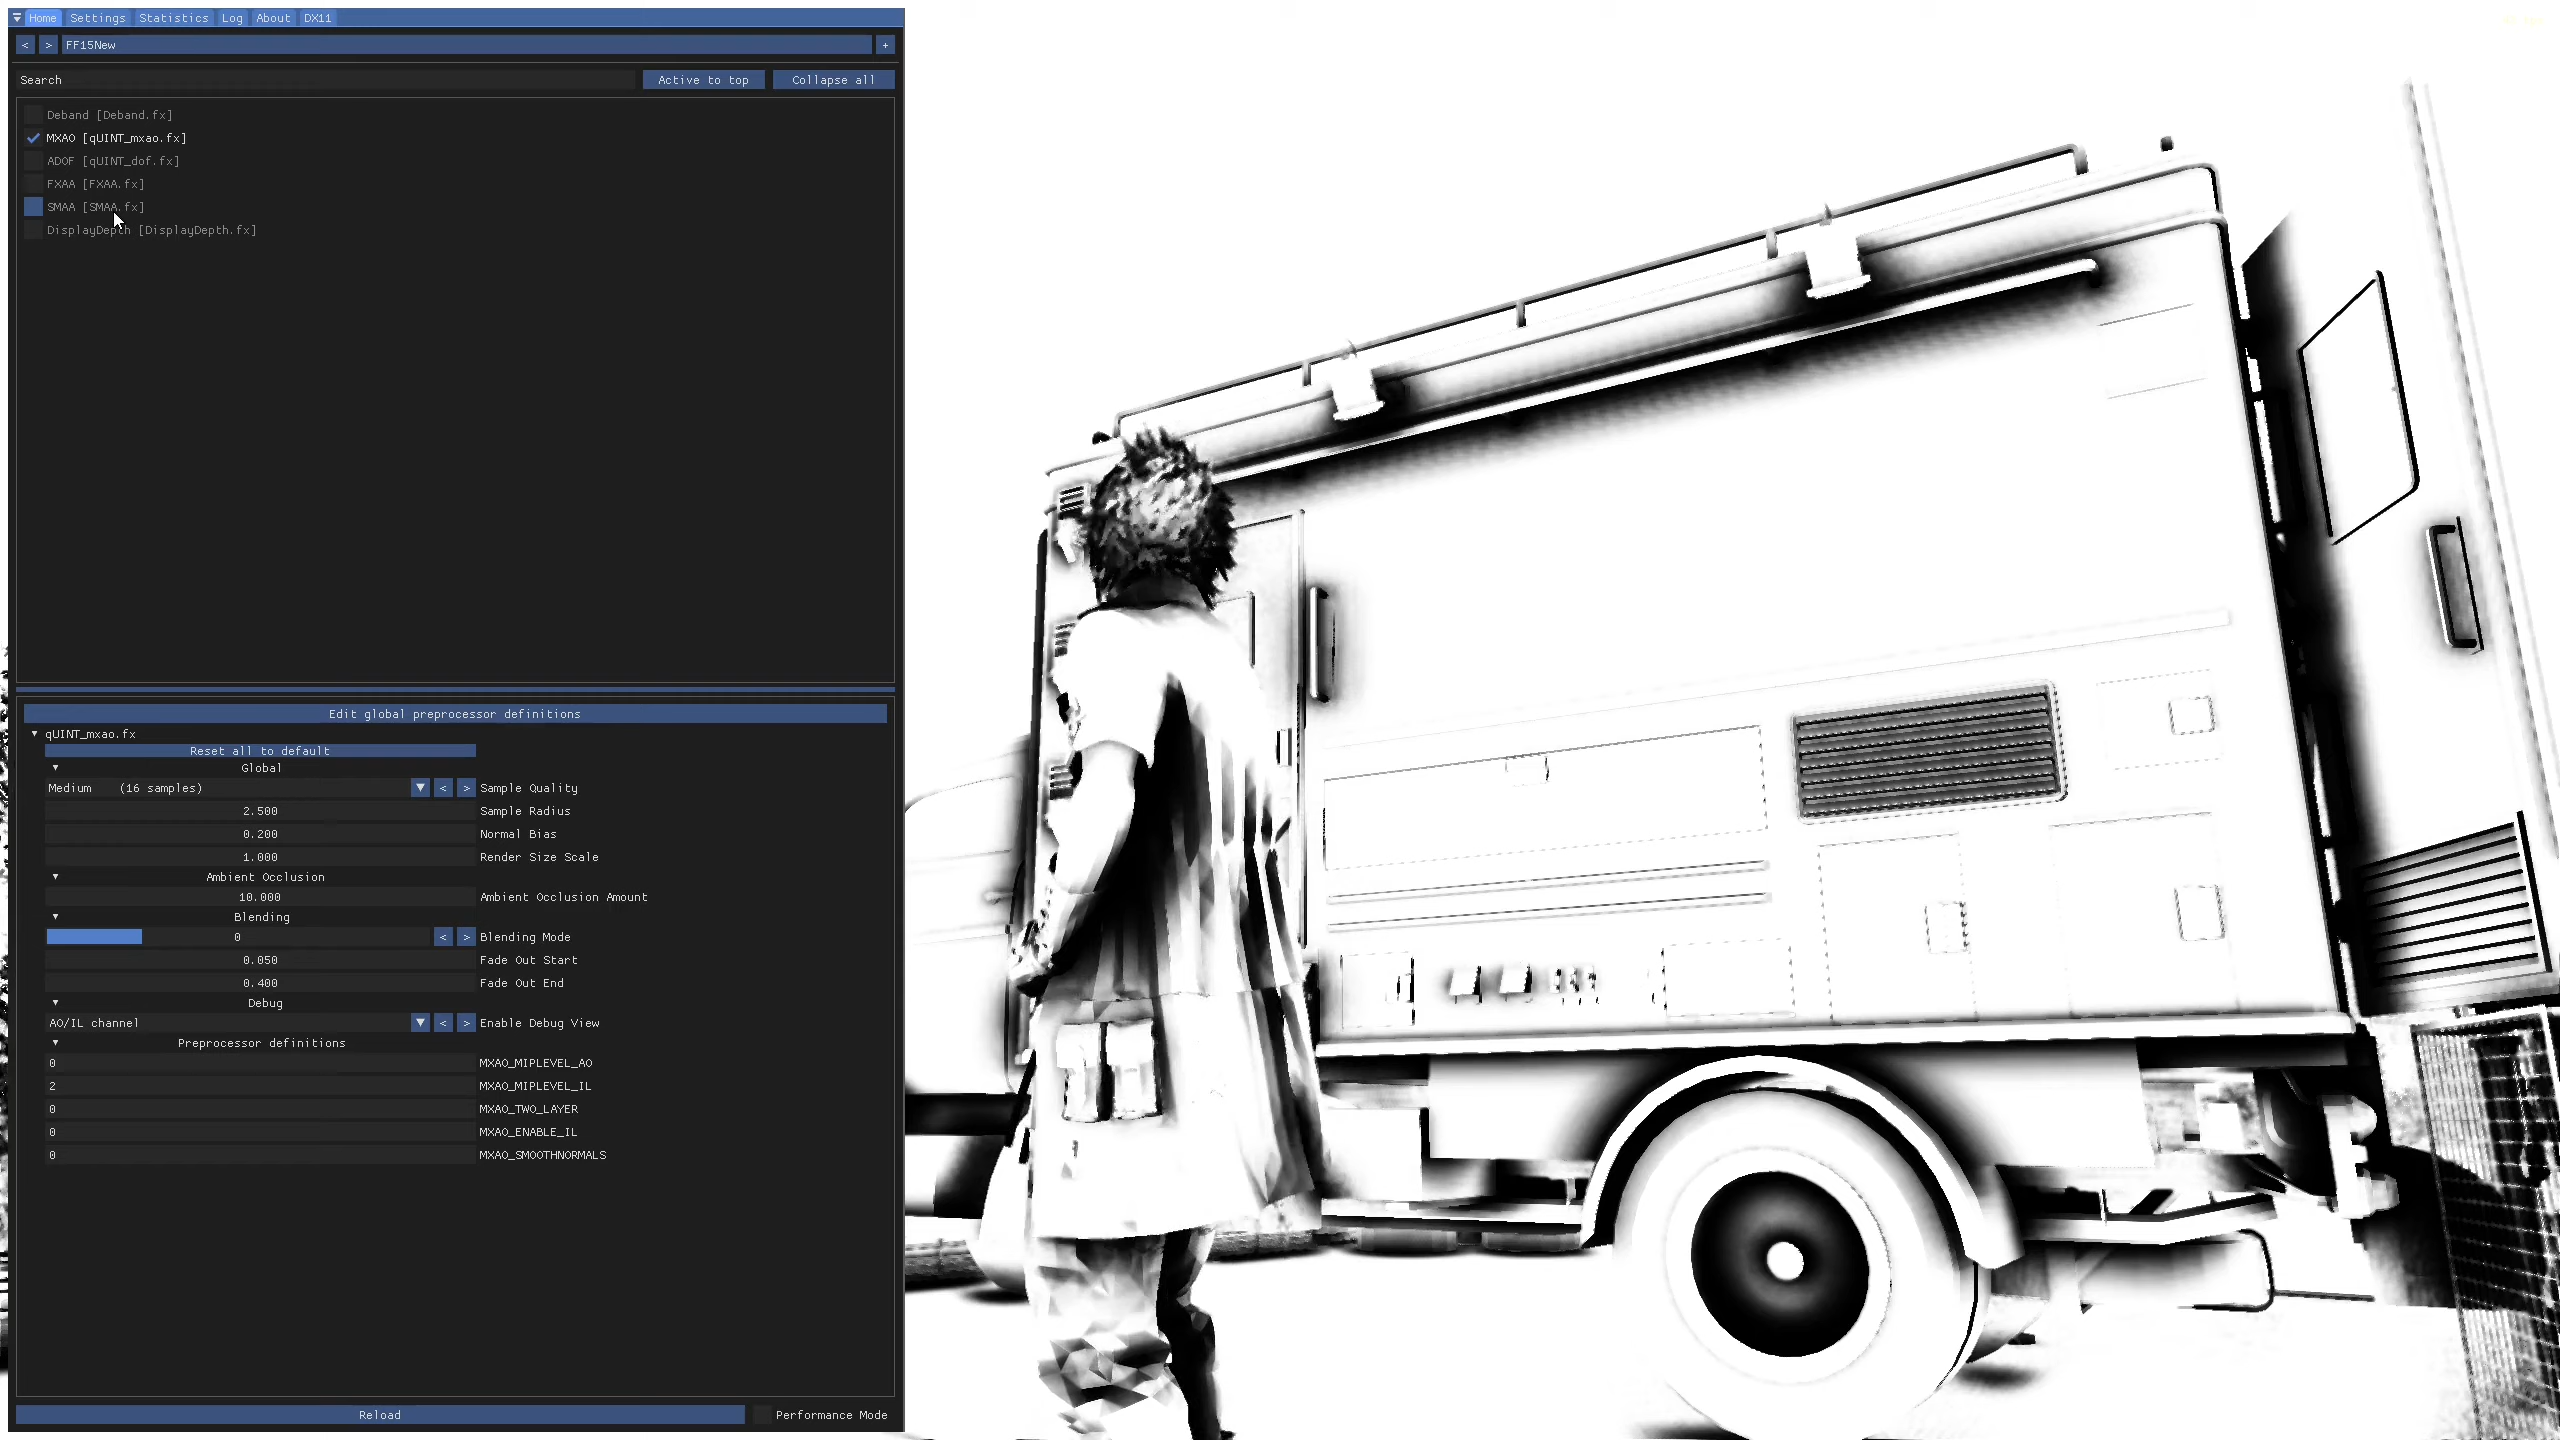 Home Settings Statistics Log About DX11
< > FF15New +
Search Active to top Collapse all
Deband [Deband.fx]
MXAO [qUINT_mxao.fx]
ADOF [qUINT_dof.fx]
FXAA [FXAA.fx]
SMAA [SMAA.fx]
DisplayDepth [DisplayDepth.fx]
Edit global preprocessor definitions
qUINT_mxao.fx
Reset all to default
Global
Medium (16 samples) < > Sample Quality
2.500 Sample Radius
0.200 Normal Bias
1.000 Render Size Scale
Ambient Occlusion
10.000 Ambient Occlusion Amount
Blending
0 < > Blending Mode
0.050 Fade Out Start
0.400 Fade Out End
Debug
AO/IL channel < > Enable Debug View
Preprocessor definitions
0 MXAO_MIPLEVEL_AO
2 MXAO_MIPLEVEL_IL
0 MXAO_TWO_LAYER
0 MXAO_ENABLE_IL
0 MXAO_SMOOTHNORMALS
Reload Performance Mode